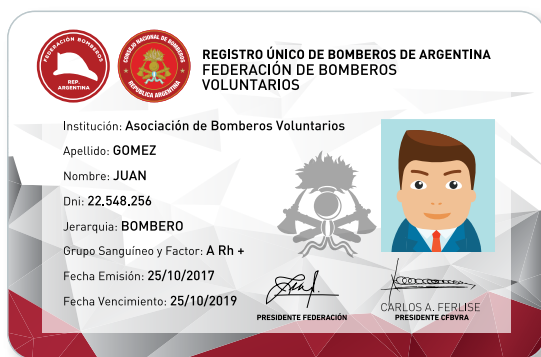 FEDERACIÓN BOMBEROS
REP.
ARGENTINA
CONSEJO NACIONAL DE BOMBEROS
REPÚBLICA ARGENTINA
REGISTRO ÚNICO DE BOMBEROS DE ARGENTINA
FEDERACIÓN DE BOMBEROS
VOLUNTARIOS
Institución: Asociación de Bomberos Voluntarios
Apellido: GOMEZ
Nombre: JUAN
Dni: 22.548.256
Jerarquia: BOMBERO
Grupo Sanguíneo y Factor: A Rh +
Fecha Emisión: 25/10/2017
Fecha Vencimiento: 25/10/2019
PRESIDENTE FEDERACIÓN
CARLOS A. FERLISE
PRESIDENTE CFBVRA